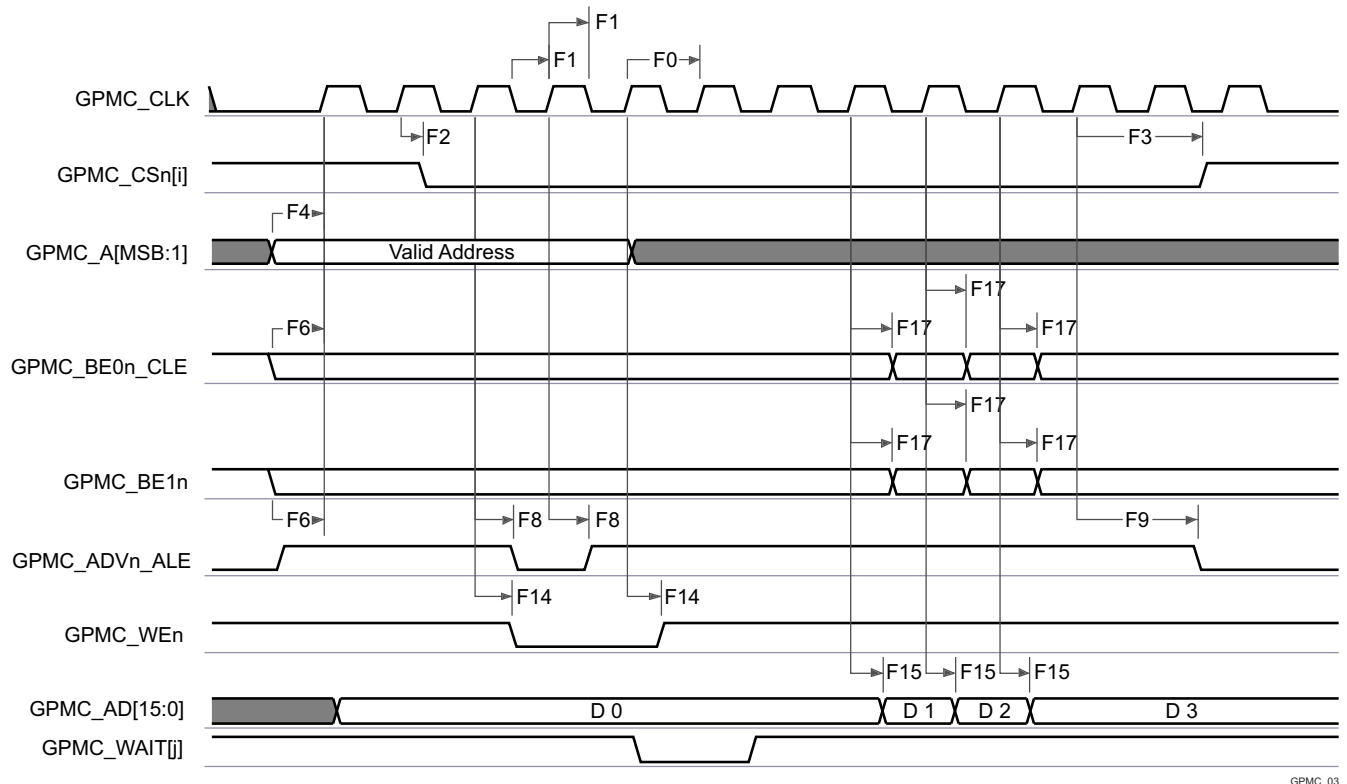 F1
F1
F0
GPMC_CLK
F2
F3
GPMC_CSn[i]
F4
GPMC_A[MSB:1]
Valid Address
F17
F6
F17
F17
GPMC_BE0n_CLE
F17
F17
F17
GPMC_BE1n
F6
F8
F8
F9
GPMC_ADVn_ALE
F14
F14
GPMC_WEn
F15
F15
F15
GPMC_AD[15:0]
D 0
D 1
D 2
D 3
GPMC_WAIT[j]
GPMC_03